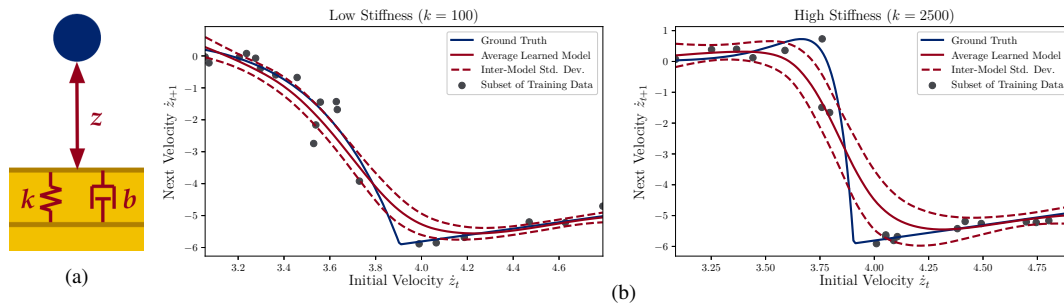 z
k
b
(a)
Low Stiffness (k = 100)
Next Velocity ż_{t+1}
0
−1
−2
−3
−4
−5
−6
Ground Truth
Average Learned Model
Inter-Model Std. Dev.
Subset of Training Data
3.2 3.4 3.6 3.8 4.0 4.2 4.4 4.6
Initial Velocity ż_t
(b)
High Stiffness (k = 2500)
Next Velocity ż_{t+1}
1
0
−1
−2
−3
−4
−5
−6
Ground Truth
Average Learned Model
Inter-Model Std. Dev.
Subset of Training Data
3.25 3.50 3.75 4.00 4.25 4.50 4.75
Initial Velocity ż_t